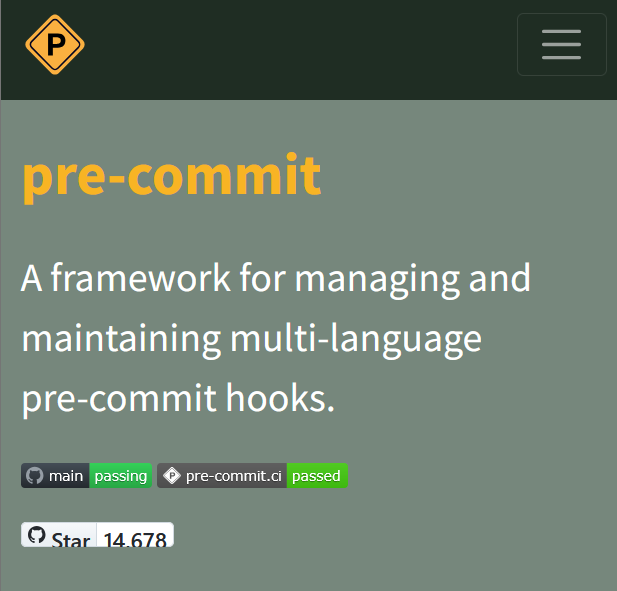 P
pre-commit
A framework for managing and
maintaining multi-language
pre-commit hooks.
main passing P pre-commit.ci passed
Star 14,678